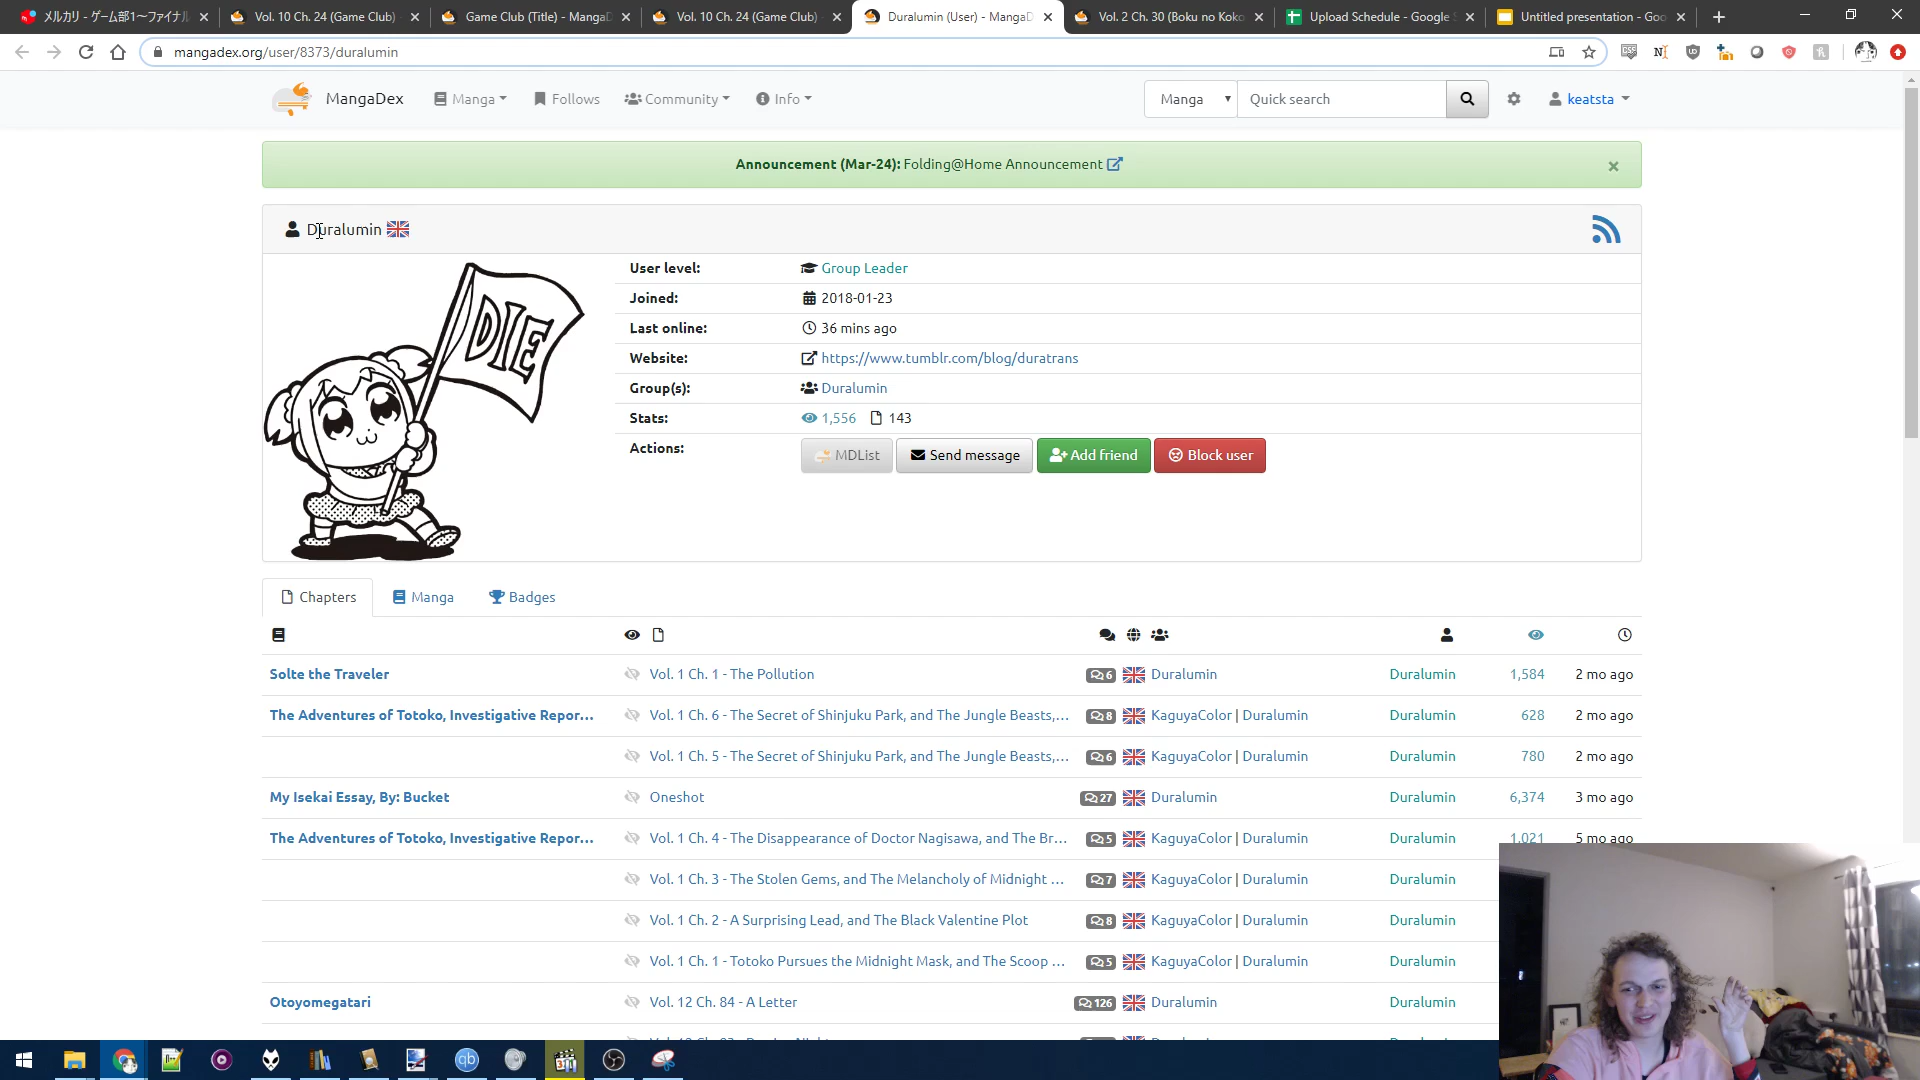 メルカリ - ゲーム部1〜ファイナル
Vol. 10 Ch. 24 (Game Club)
Game Club (Title) - MangaD
Vol. 10 Ch. 24 (Game Club)
Duralumin (User) - MangaD
Vol. 2 Ch. 30 (Boku no Koko
Upload Schedule - Google
Untitled presentation - Goo
mangadex.org/user/8373/duralumin
MangaDex Manga Follows Community Info Manga Quick search keatsta
Announcement (Mar-24): Folding@Home Announcement
Duralumin
DIE
User level: Group Leader
Joined: 2018-01-23
Last online: 36 mins ago
Website: https://www.tumblr.com/blog/duratrans
Group(s): Duralumin
Stats: 1,556 143
Actions: MDList Send message Add friend Block user
Chapters Manga Badges
Solte the Traveler Vol. 1 Ch. 1 - The Pollution 6 Duralumin Duralumin 1,584 2 mo ago
The Adventures of Totoko, Investigative Repor... Vol. 1 Ch. 6 - The Secret of Shinjuku Park, and The Jungle Beasts,... 8 KaguyaColor | Duralumin Duralumin 628 2 mo ago
Vol. 1 Ch. 5 - The Secret of Shinjuku Park, and The Jungle Beasts,... 6 KaguyaColor | Duralumin Duralumin 780 2 mo ago
My Isekai Essay, By: Bucket Oneshot 27 Duralumin Duralumin 6,374 3 mo ago
The Adventures of Totoko, Investigative Repor... Vol. 1 Ch. 4 - The Disappearance of Doctor Nagisawa, and The Br... 5 KaguyaColor | Duralumin Duralumin 1,021 5 mo ago
Vol. 1 Ch. 3 - The Stolen Gems, and The Melancholy of Midnight ... 7 KaguyaColor | Duralumin Duralumin
Vol. 1 Ch. 2 - A Surprising Lead, and The Black Valentine Plot 8 KaguyaColor | Duralumin Duralumin
Vol. 1 Ch. 1 - Totoko Pursues the Midnight Mask, and The Scoop ... 5 KaguyaColor | Duralumin Duralumin
Otoyomegatari Vol. 12 Ch. 84 - A Letter 126 Duralumin Duralumin